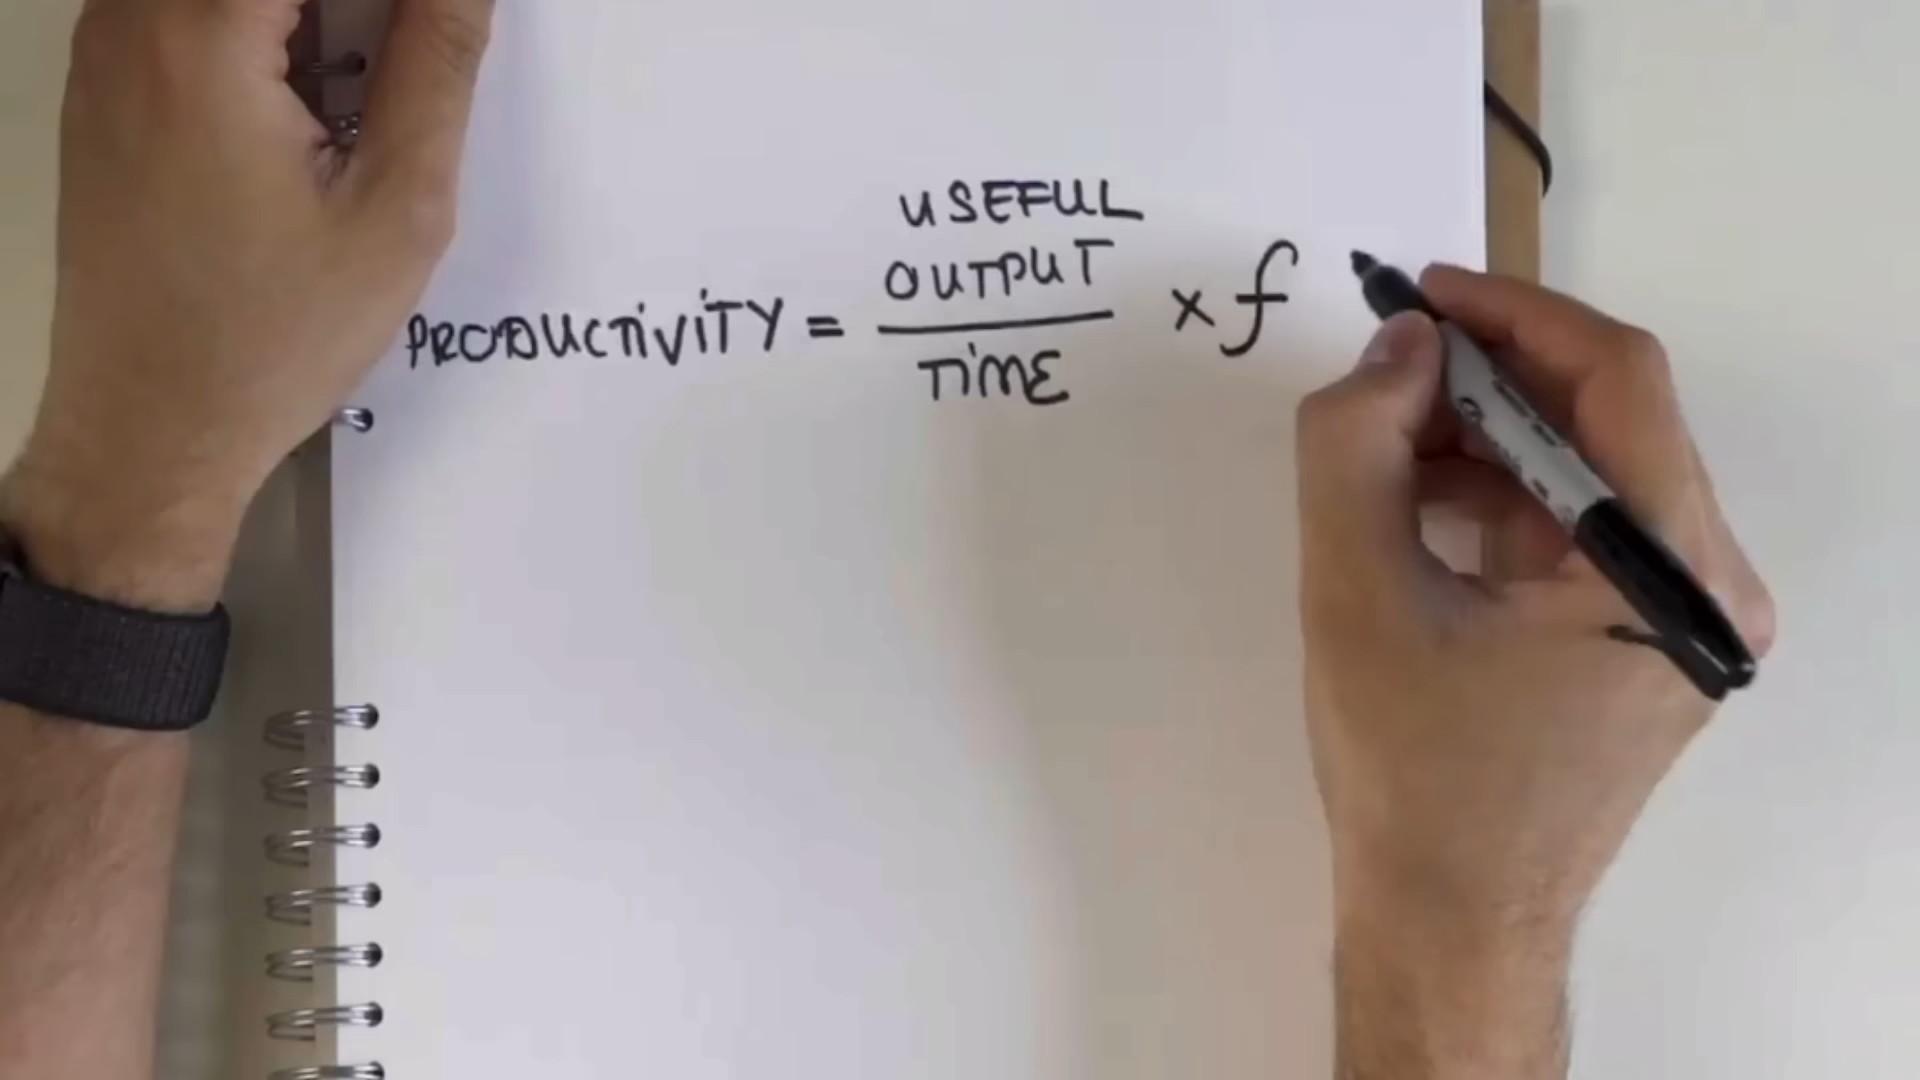 USEFUL
OUTPUT
PRODUCTIVITY = ——— × f
TIME